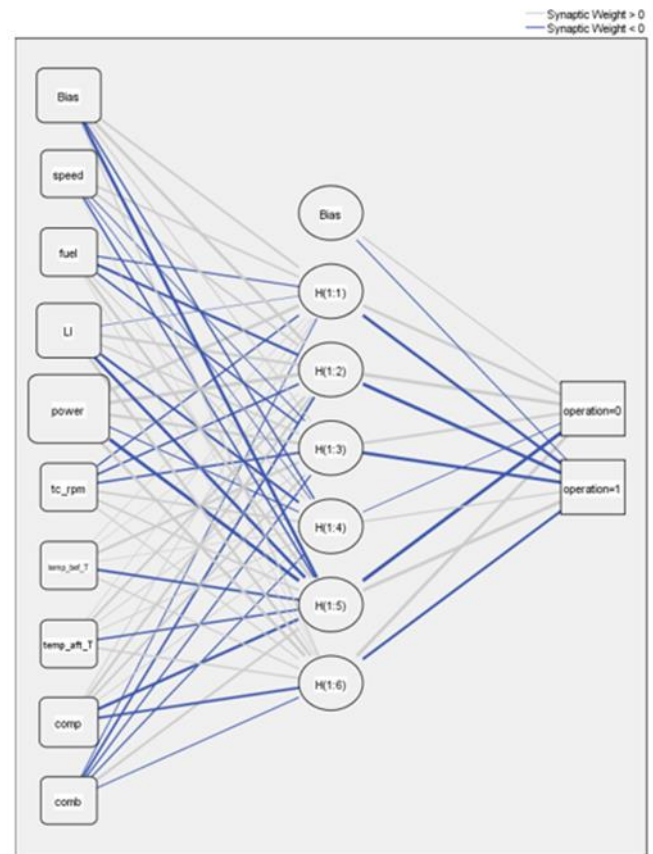 Synaptic Weight > 0
Synaptic Weight < 0
Bias
speed
fuel
LI
power
tc_rpm
temp_bef_T
temp_aft_T
comp
comb
Bias
H(1:1)
H(1:2)
H(1:3)
H(1:4)
H(1:5)
H(1:6)
operation=0
operation=1